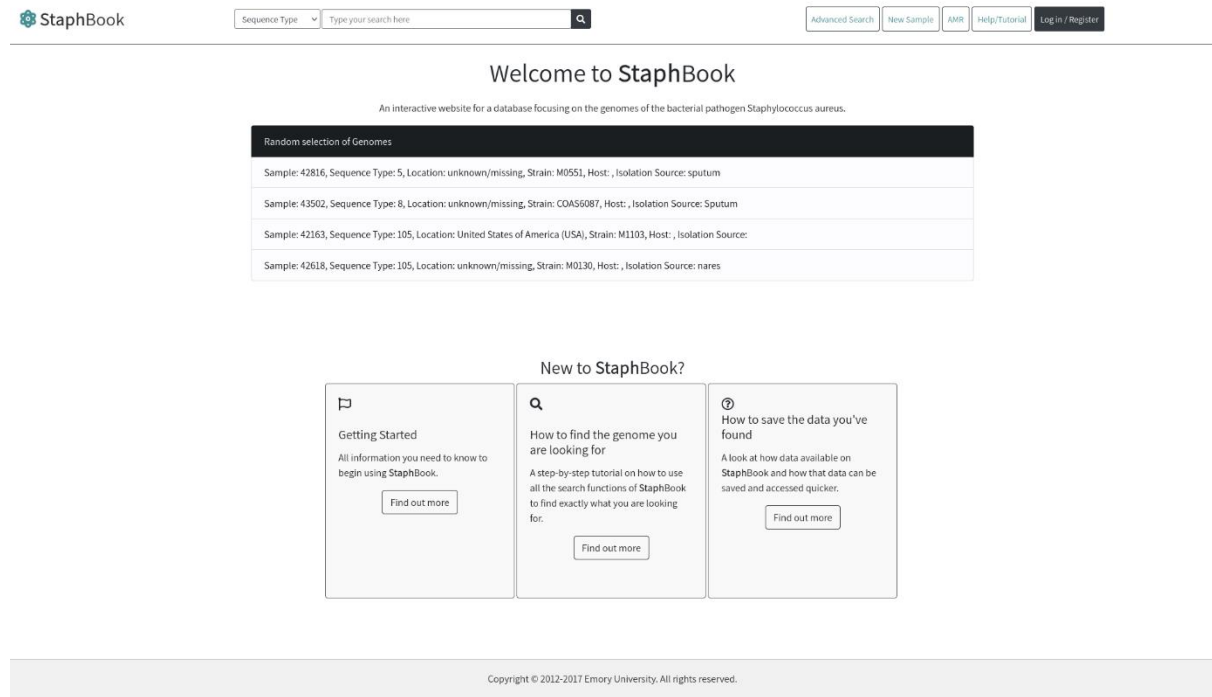 StaphBook
Sequence Type
Type your search here
Advanced Search
New Sample
AMR
Help/Tutorial
Log in / Register
Welcome to StaphBook
An interactive website for a database focusing on the genomes of the bacterial pathogen Staphylococcus aureus.
Random selection of Genomes
Sample: 42816, Sequence Type: 5, Location: unknown/missing, Strain: M0551, Host: , Isolation Source: sputum
Sample: 43502, Sequence Type: 8, Location: unknown/missing, Strain: COAS6087, Host: , Isolation Source: Sputum
Sample: 42163, Sequence Type: 105, Location: United States of America (USA), Strain: M1103, Host: , Isolation Source:
Sample: 42618, Sequence Type: 105, Location: unknown/missing, Strain: M0130, Host: , Isolation Source: nares
New to StaphBook?
Getting Started
All information you need to know to
begin using StaphBook.
Find out more
How to find the genome you
are looking for
A step-by-step tutorial on how to use
all the search functions of StaphBook
to find exactly what you are looking
for.
Find out more
How to save the data you've
found
A look at how data available on
StaphBook and how that data can be
saved and accessed quicker.
Find out more
Copyright © 2012-2017 Emory University. All rights reserved.